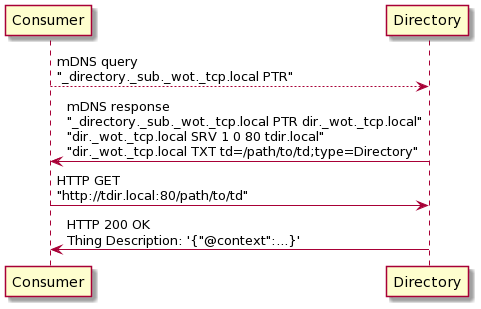 Consumer
Directory
mDNS query
"_directory._sub._wot._tcp.local PTR"
mDNS response
"_directory._sub._wot._tcp.local PTR dir._wot._tcp.local"
"dir._wot._tcp.local SRV 1 0 80 tdir.local"
"dir._wot._tcp.local TXT td=/path/to/td;type=Directory"
HTTP GET
"http://tdir.local:80/path/to/td"
HTTP 200 OK
Thing Description: '{"@context":...}'
Consumer
Directory